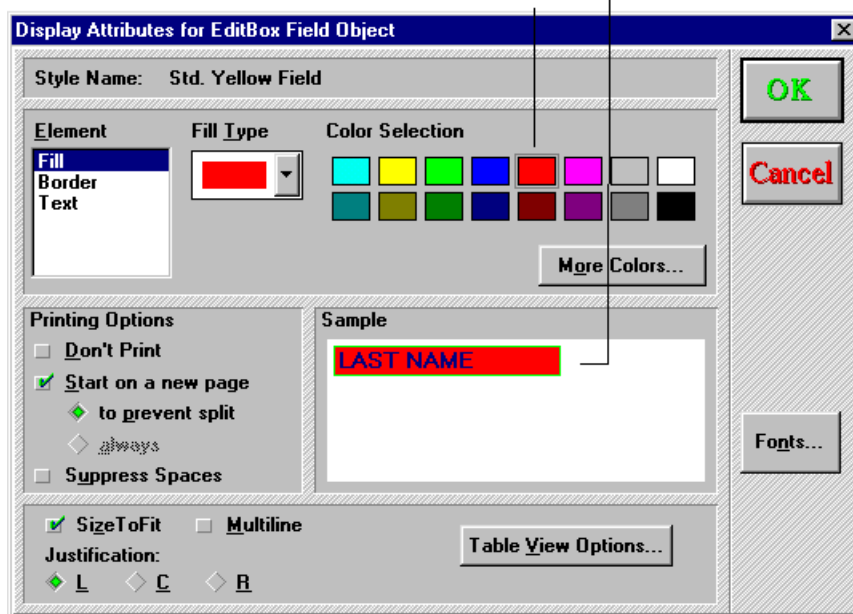 Display Attributes for EditBox Field Object
Style Name: Std. Yellow Field
OK
Element
Fill Type
Color Selection
Fill
Border
Text
Cancel
More Colors...
Printing Options
Sample
Don't Print
LAST NAME
Start on a new page
to prevent split
always
Suppress Spaces
Fonts...
SizeToFit
Multiline
Table View Options...
Justification:
L
C
R